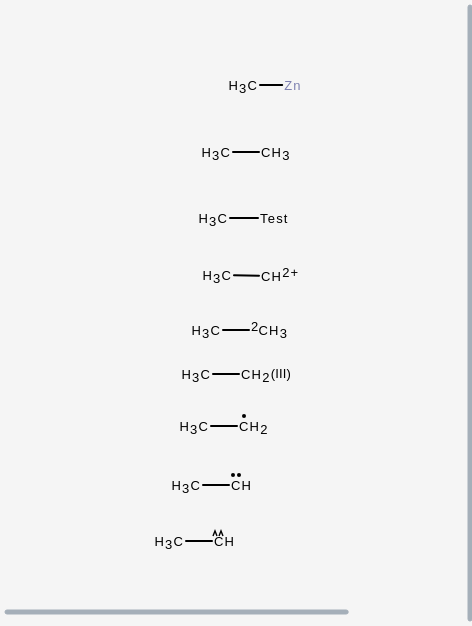 H3C Zn
H3C CH3
H3C Test
H3C CH2+
H3C 2CH3
H3C CH2(III)
H3C CH2
H3C CH
H3C CH